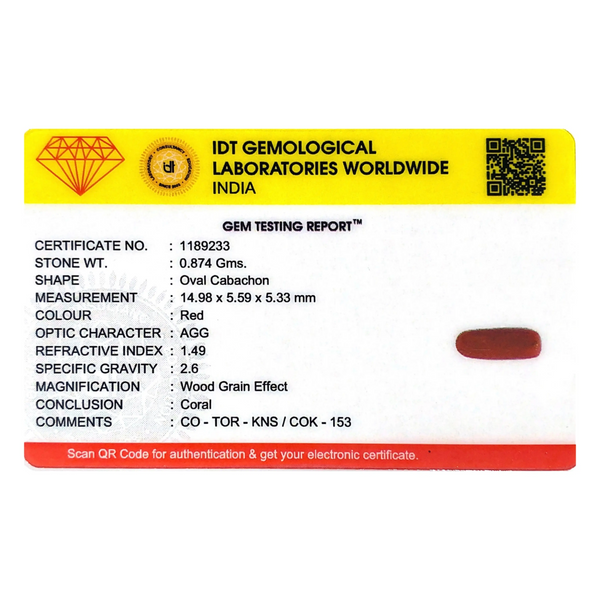 IDT GEMOLOGICAL
LABORATORIES WORLDWIDE
INDIA
GEM TESTING REPORT™
CERTIFICATE NO. : 1189233
STONE WT. : 0.874 Gms.
SHAPE : Oval Cabachon
MEASUREMENT : 14.98 x 5.59 x 5.33 mm
COLOUR : Red
OPTIC CHARACTER : AGG
REFRACTIVE INDEX : 1.49
SPECIFIC GRAVITY : 2.6
MAGNIFICATION : Wood Grain Effect
CONCLUSION : Coral
COMMENTS : CO - TOR - KNS / COK - 153
Scan QR Code for authentication & get your electronic certificate.